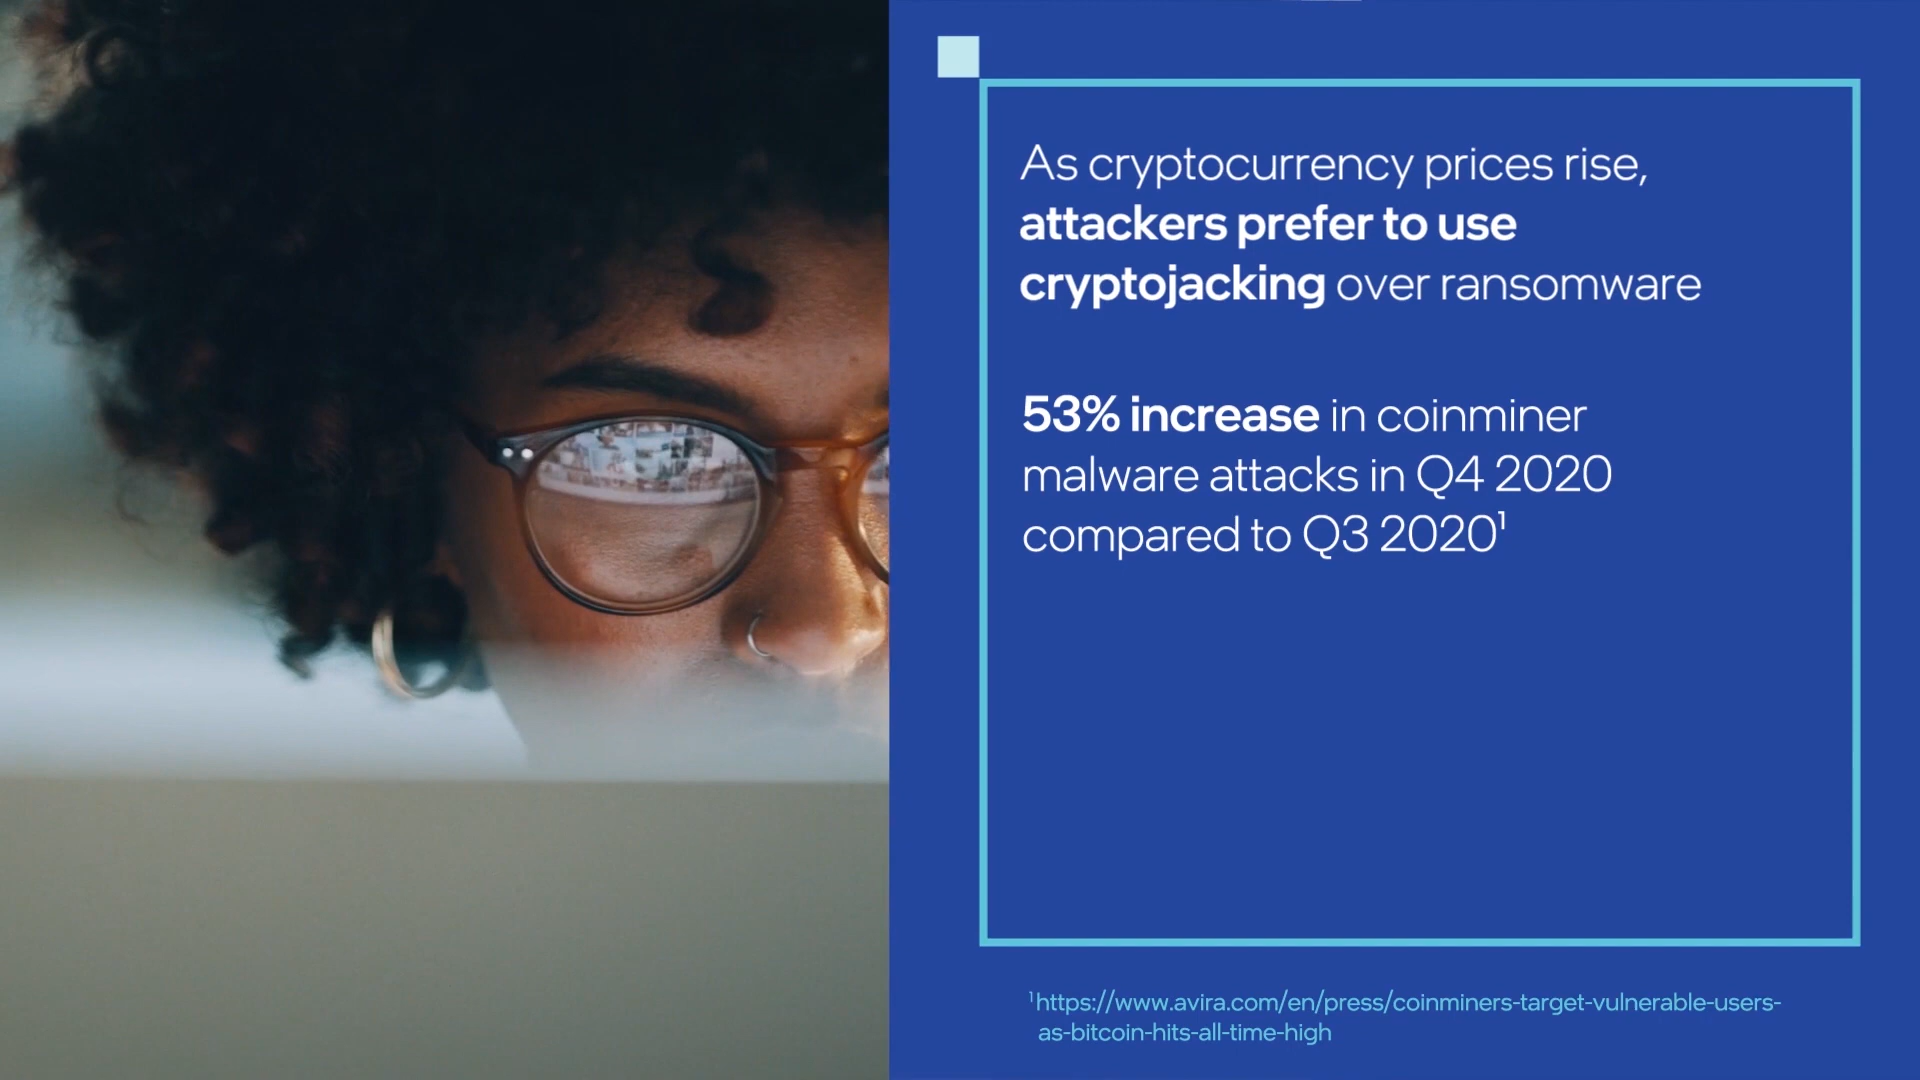 As cryptocurrency prices rise,
attackers prefer to use
cryptojacking over ransomware
53% increase in coinminer
malware attacks in Q4 2020
compared to Q3 2020¹
¹https://www.avira.com/en/press/coinminers-target-vulnerable-users-
as-bitcoin-hits-all-time-high